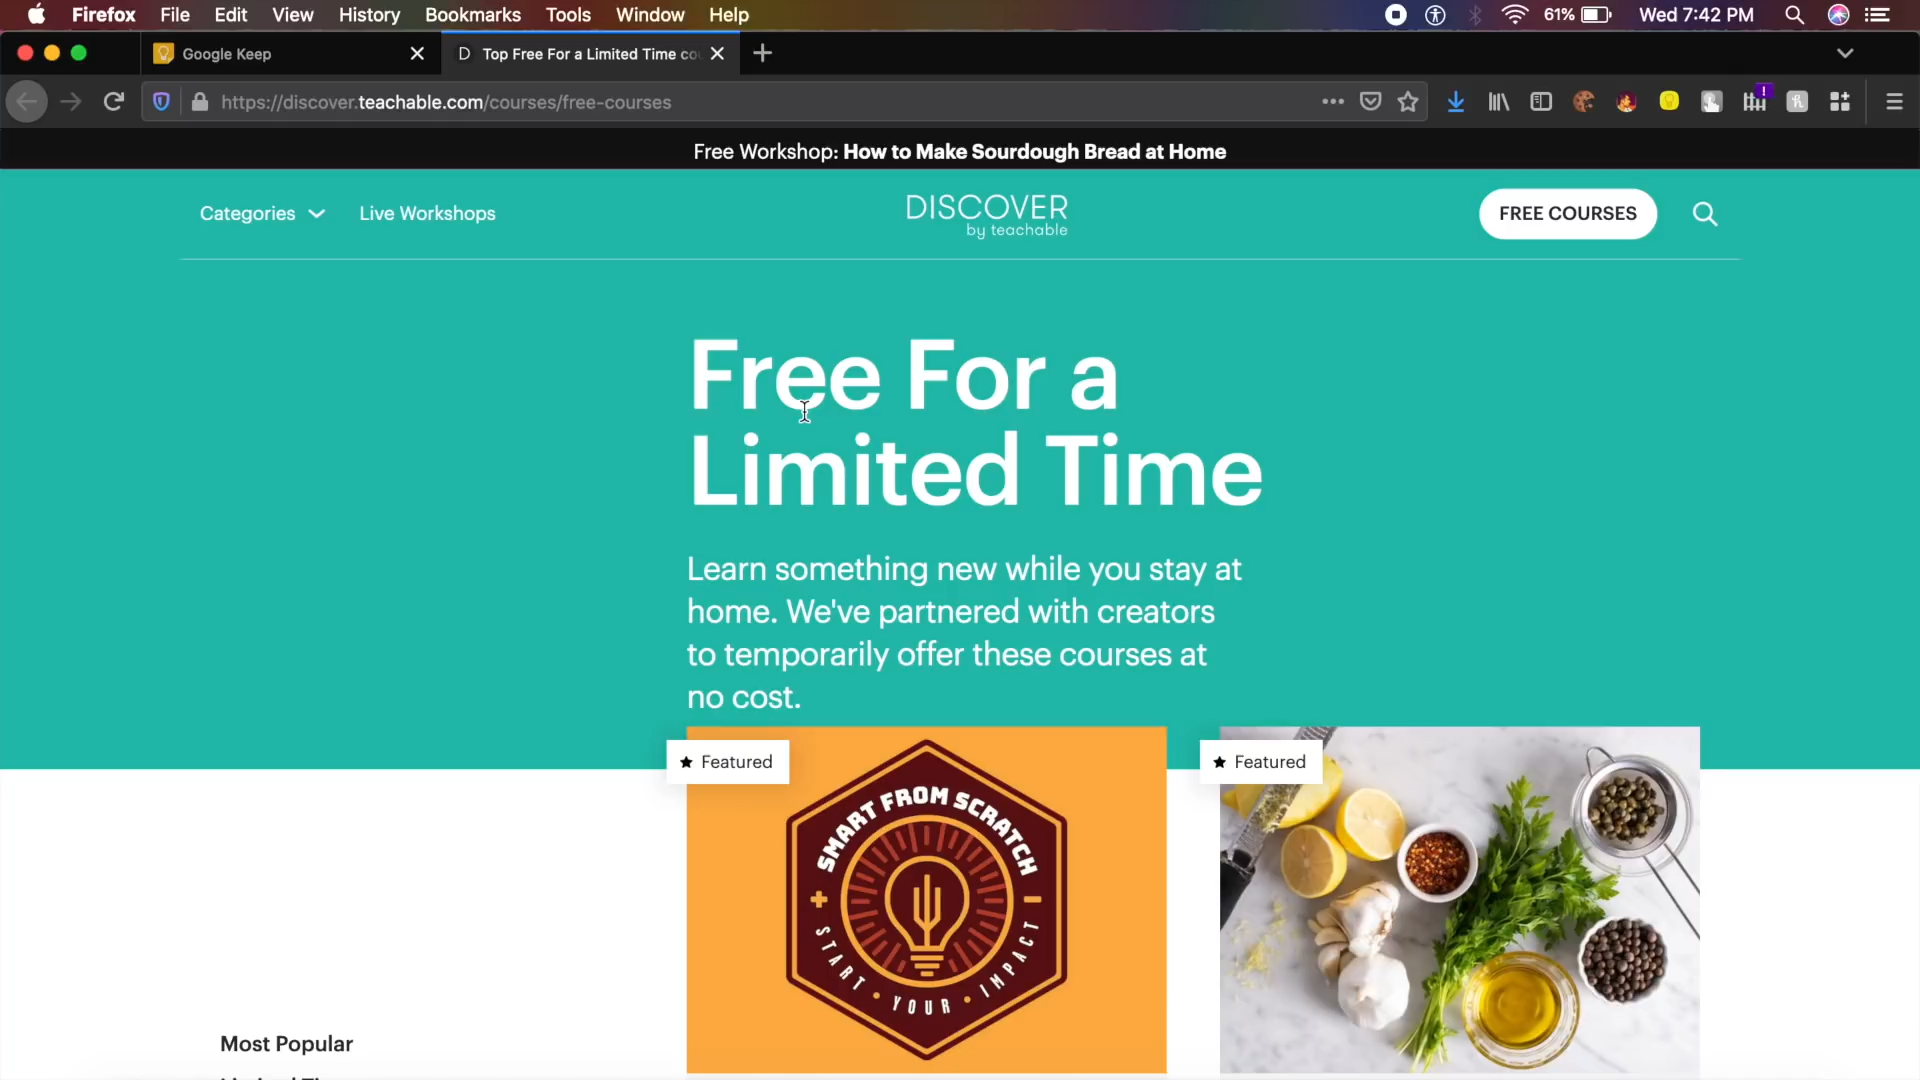 Firefox File Edit View History Bookmarks Tools Window Help 61% Wed 7:42 PM
Google Keep
Top Free For a Limited Time co
https://discover.teachable.com/courses/free-courses
Free Workshop: How to Make Sourdough Bread at Home
Categories Live Workshops
DISCOVER
by teachable
FREE COURSES
Free For a
Limited Time
Learn something new while you stay at
home. We've partnered with creators
to temporarily offer these courses at
no cost.
Featured
Featured
SMART FROM SCRATCH
START • YOUR • IMPACT
Most Popular